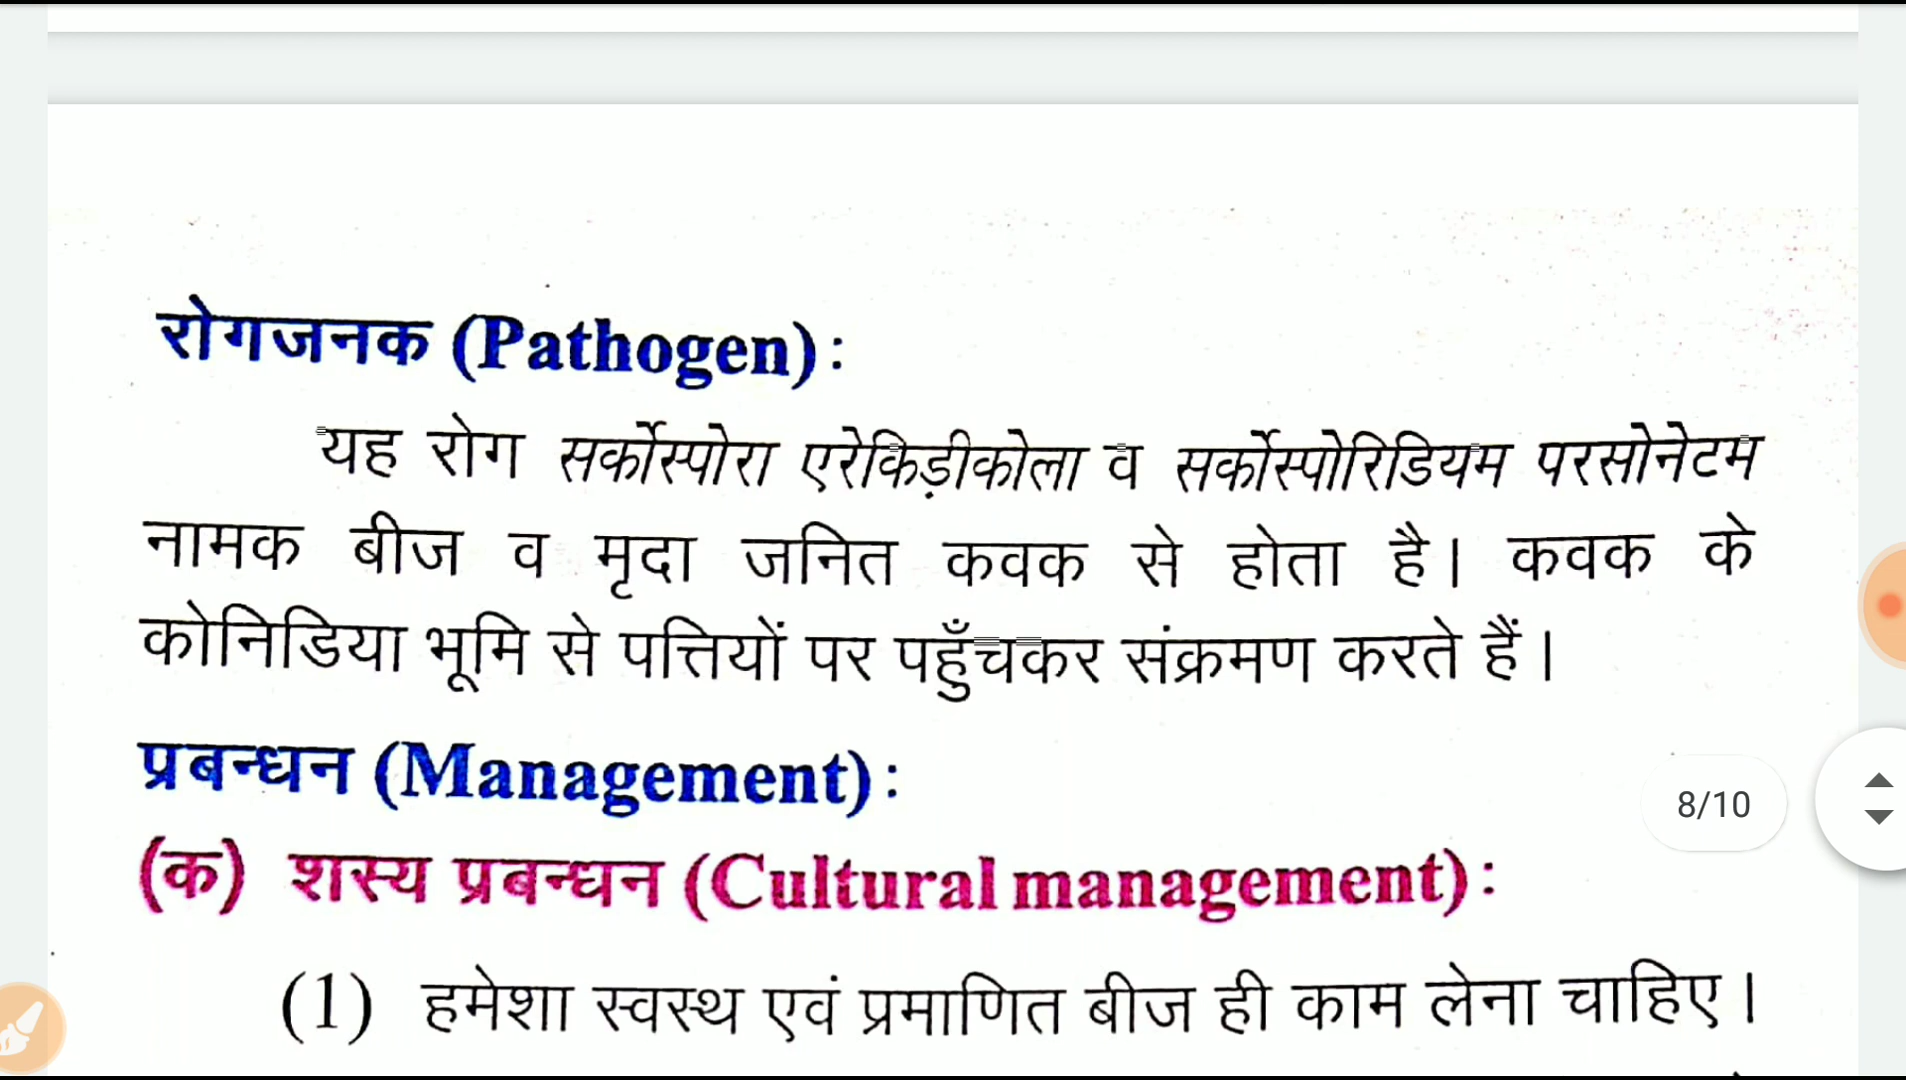 रोगजनक (Pathogen) :
यह रोग सर्कोस्पोरा एरेकिड़ीकोला व सर्कोस्पोरिडियम परसोनेटम
नामक बीज व मृदा जनित कवक से होता है। कवक के
कोनिडिया भूमि से पत्तियों पर पहुँचकर संक्रमण करते हैं।
प्रबन्धन (Management) :
8/10
(क) शस्य प्रबन्धन (Cultural management) :
(1) हमेशा स्वस्थ एवं प्रमाणित बीज ही काम लेना चाहिए।